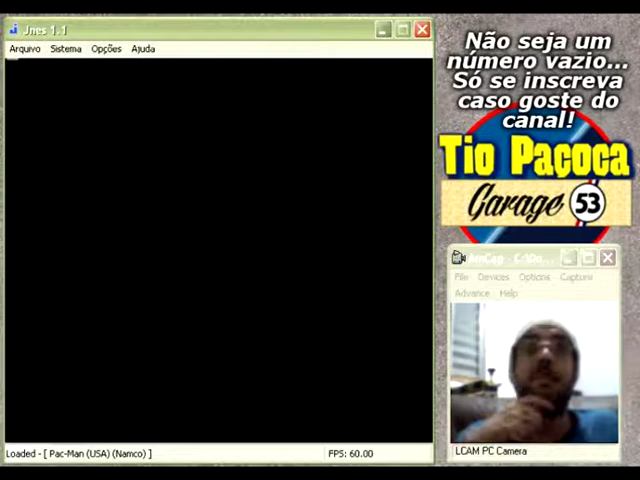 Jnes 1.1
Arquivo Sistema Opções Ajuda
Loaded - [ Pac-Man (USA) (Namco) ]
FPS: 60.00
Não seja um
número vazio...
Só se inscreva
caso goste do
canal!
Tio Paçoca
Garage 53
AmCap - C:\Do...
File Devices Options Capture
Advance Help
LCAM PC Camera